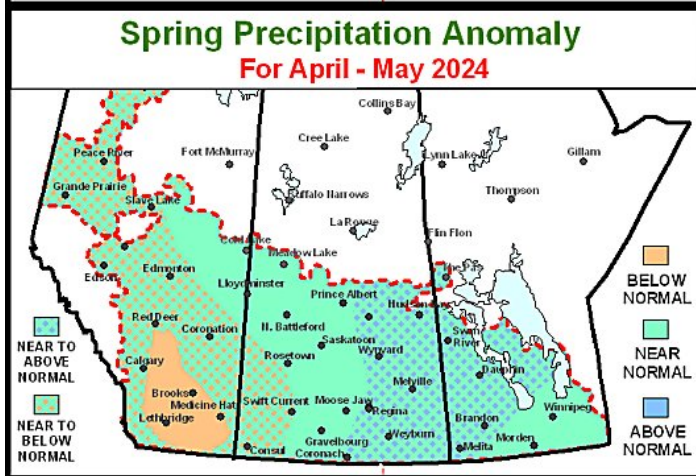 Spring Precipitation Anomaly
For April - May 2024
Collins Bay
Cree Lake
Peace River
Fort McMurray
Lynn Lake
Gillam
Grande Prairie
Buffalo Narrows
Thompson
Slave Lake
La Ronge
Flin Flon
Cold Lake
Meadow Lake
The Pas
Edson
Edmonton
Lloydminster
Prince Albert
Hudson Bay
Red Deer
Coronation
N. Battleford
Saskatoon
Swan
River
Rosetown
Wynyard
Calgary
Dauphin
Brooks
Melville
Medicine Hat
Swift Current
Moose Jaw
Regina
Lethbridge
Brandon
Winnipeg
Gravelbourg
Weyburn
Morden
Consul
Coronach
Melita
NEAR TO
ABOVE
NORMAL
NEAR TO
BELOW
NORMAL
BELOW
NORMAL
NEAR
NORMAL
ABOVE
NORMAL